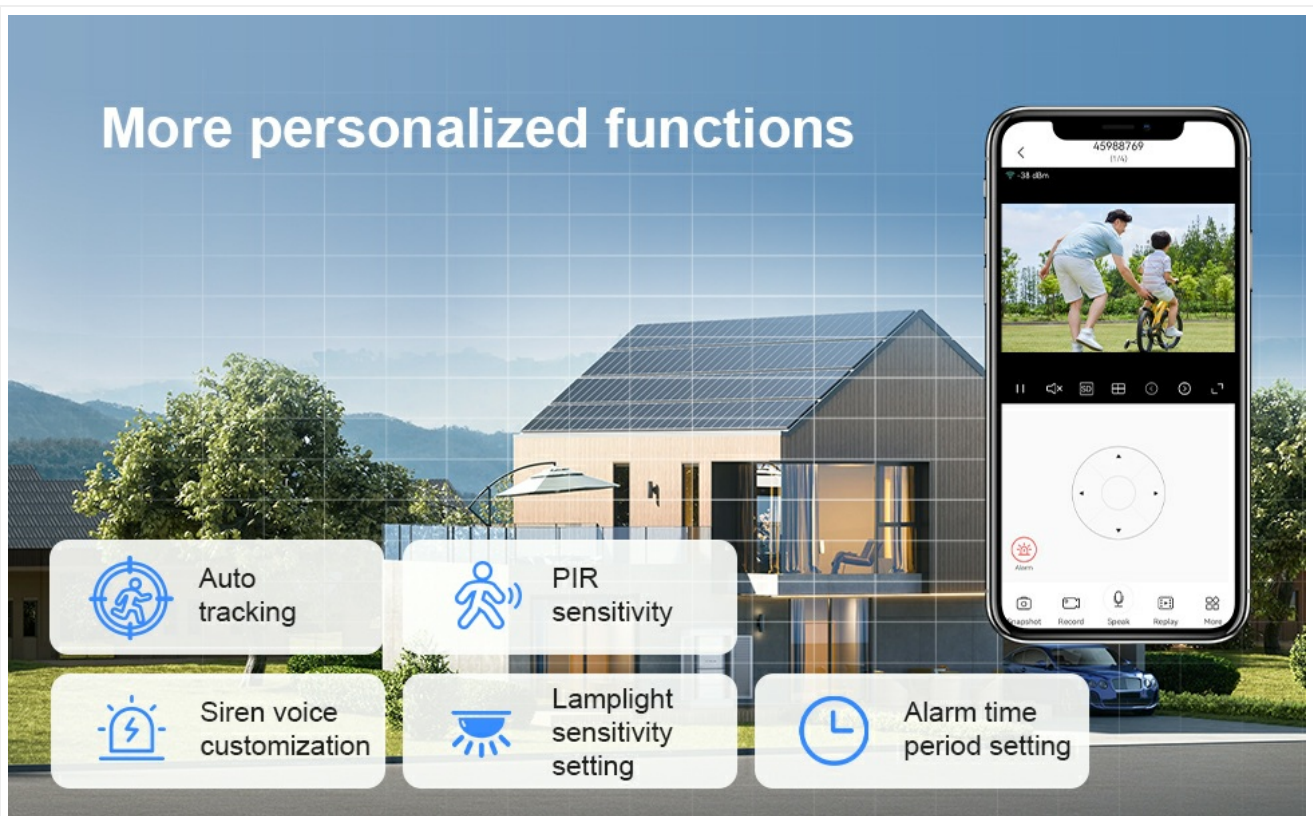 More personalized functions
45988769
(1/4)
-38 dBm
SD
Alarm
Snapshot
Record
Speak
Replay
More
Auto
tracking
PIR
sensitivity
Siren voice
customization
Lamplight
sensitivity
setting
Alarm time
period setting